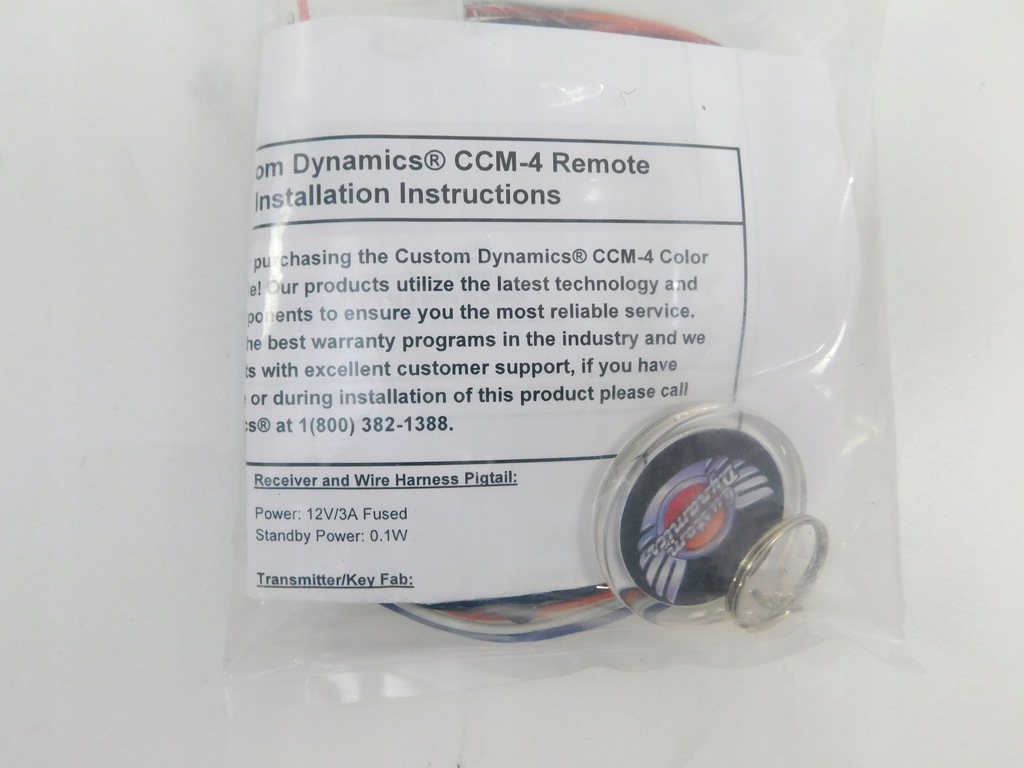 om Dynamics® CCM-4 Remote
Installation Instructions
purchasing the Custom Dynamics® CCM-4 Color
e! Our products utilize the latest technology and
ponents to ensure you the most reliable service.
he best warranty programs in the industry and we
s with excellent customer support, if you have
or during installation of this product please call
cs® at 1(800) 382-1388.
Receiver and Wire Harness Pigtail:
Power: 12V/3A Fused
Standby Power: 0.1W
Transmitter/Key Fab:
Custom
Dynamics